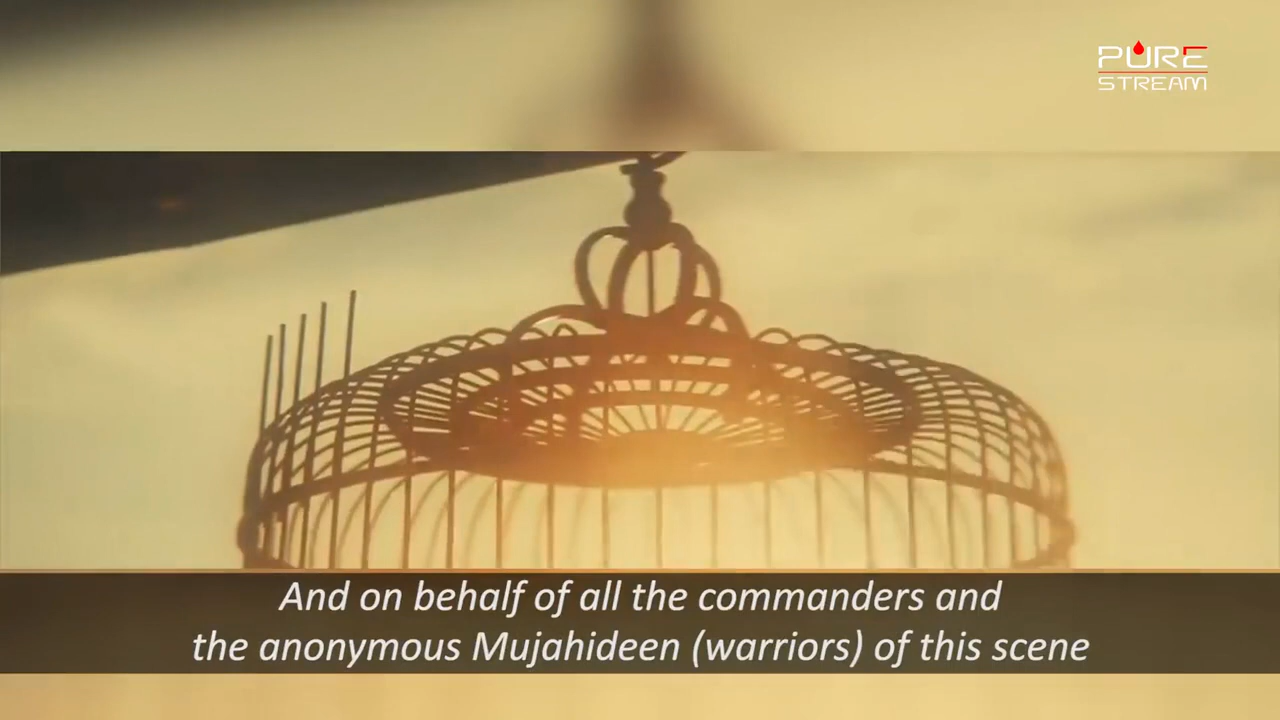 PURE
STREAM
And on behalf of all the commanders and
the anonymous Mujahideen (warriors) of this scene